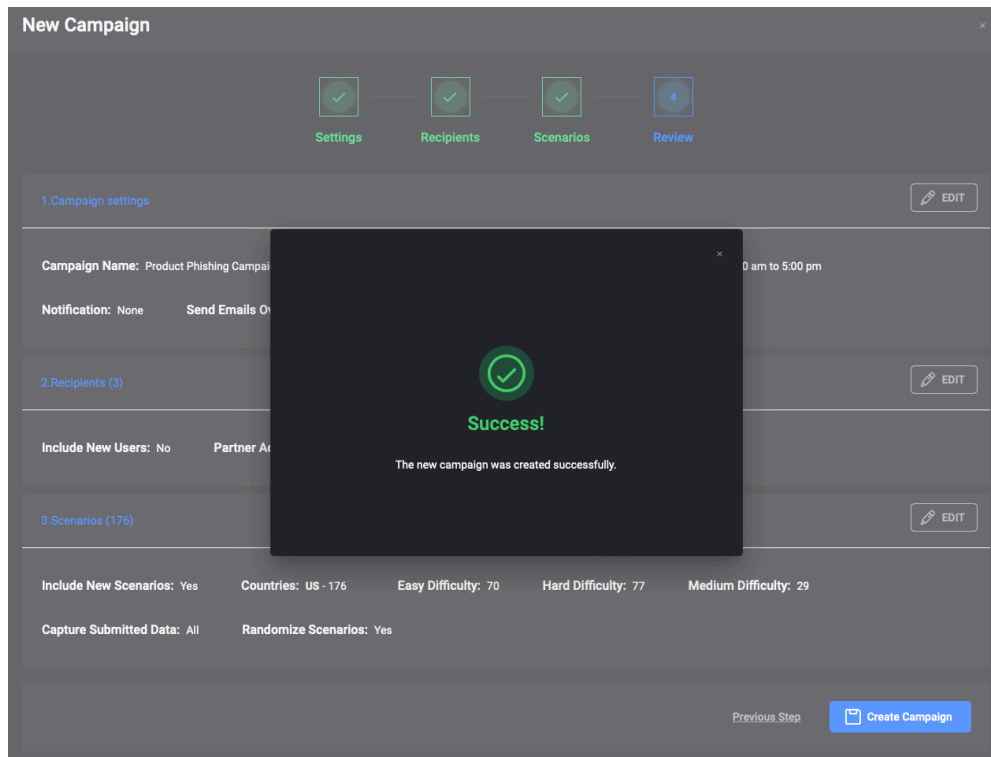 New Campaign
×
4
Settings Recipients Scenarios Review
1.Campaign settings EDIT
×
Campaign Name: Product Phishing 0 am to 5:00 pm
Notification: None Send Emails
2.Recipients (3) EDIT
Success!
Include New Users: No Partner
The new campaign was created successfully.
3.Scenarios (176) EDIT
Include New Scenarios: Yes Countries: US - 176 Easy Difficulty: 70 Hard Difficulty: 77 Medium Difficulty: 29
Capture Submitted Data: All Randomize Scenarios: Yes
Previous Step Create Campaign